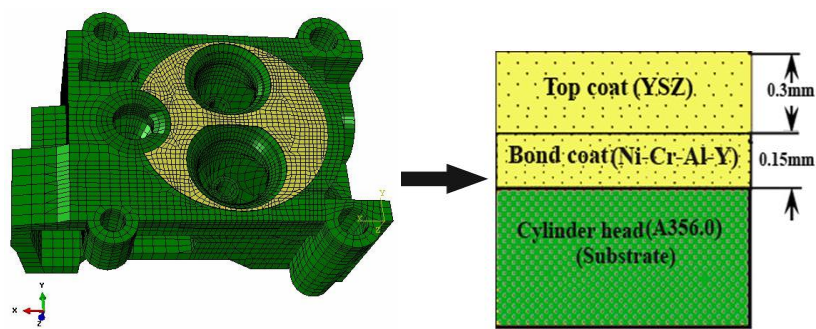 Top coat (YSZ)
0.3mm
Bond coat (Ni-Cr-Al-Y)
0.15mm
Cylinder head (A356.0)
(Substrate)
Y
X
Z
Y
X
Z